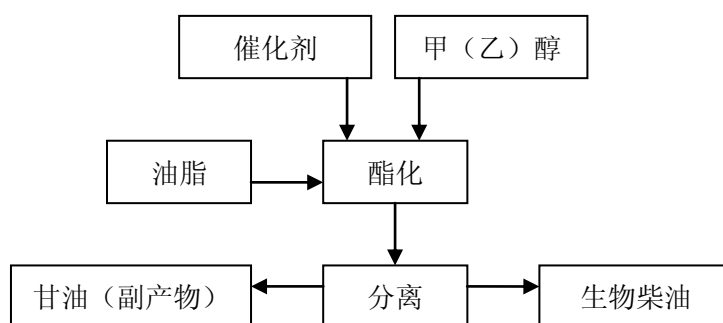 催化剂
甲（乙）醇
油脂
酯化
甘油（副产物）
分离
生物柴油